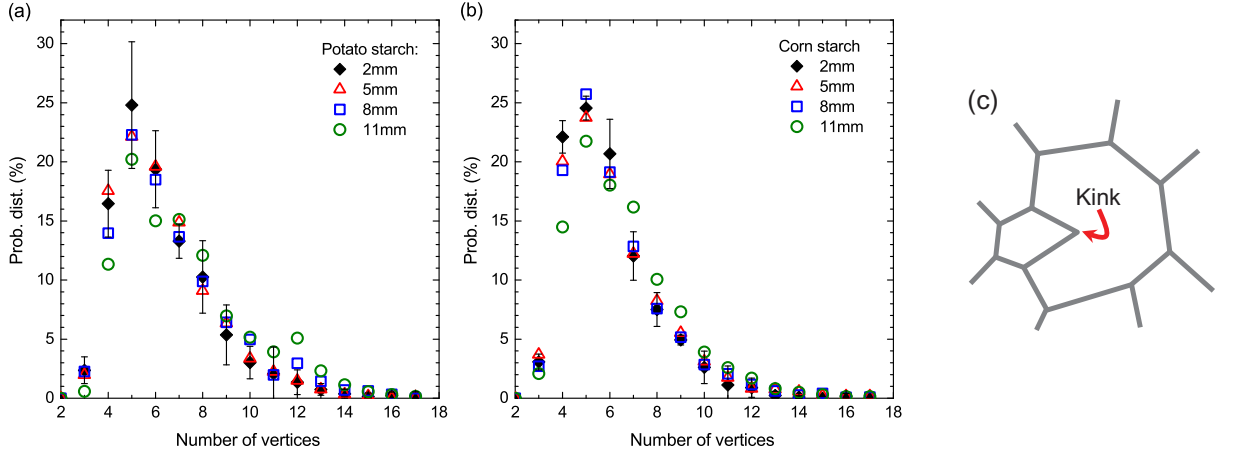 (a)
Prob. dist. (%)
30
25
20
15
10
5
0
2 4 6 8 10 12 14 16 18
Number of vertices
Potato starch:
2mm
5mm
8mm
11mm
(b)
Prob. dist. (%)
30
25
20
15
10
5
0
2 4 6 8 10 12 14 16 18
Number of vertices
Corn starch
2mm
5mm
8mm
11mm
(c)
Kink